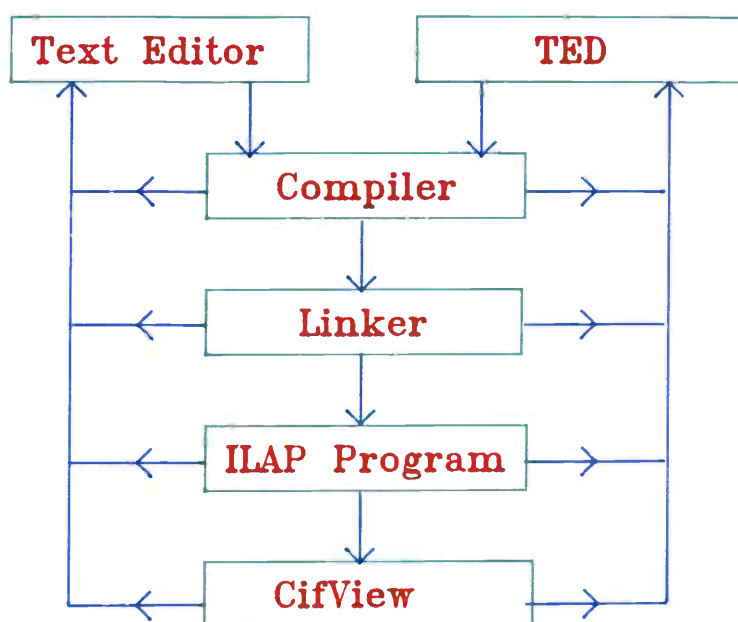 Text Editor
TED
Compiler
Linker
ILAP Program
CifView